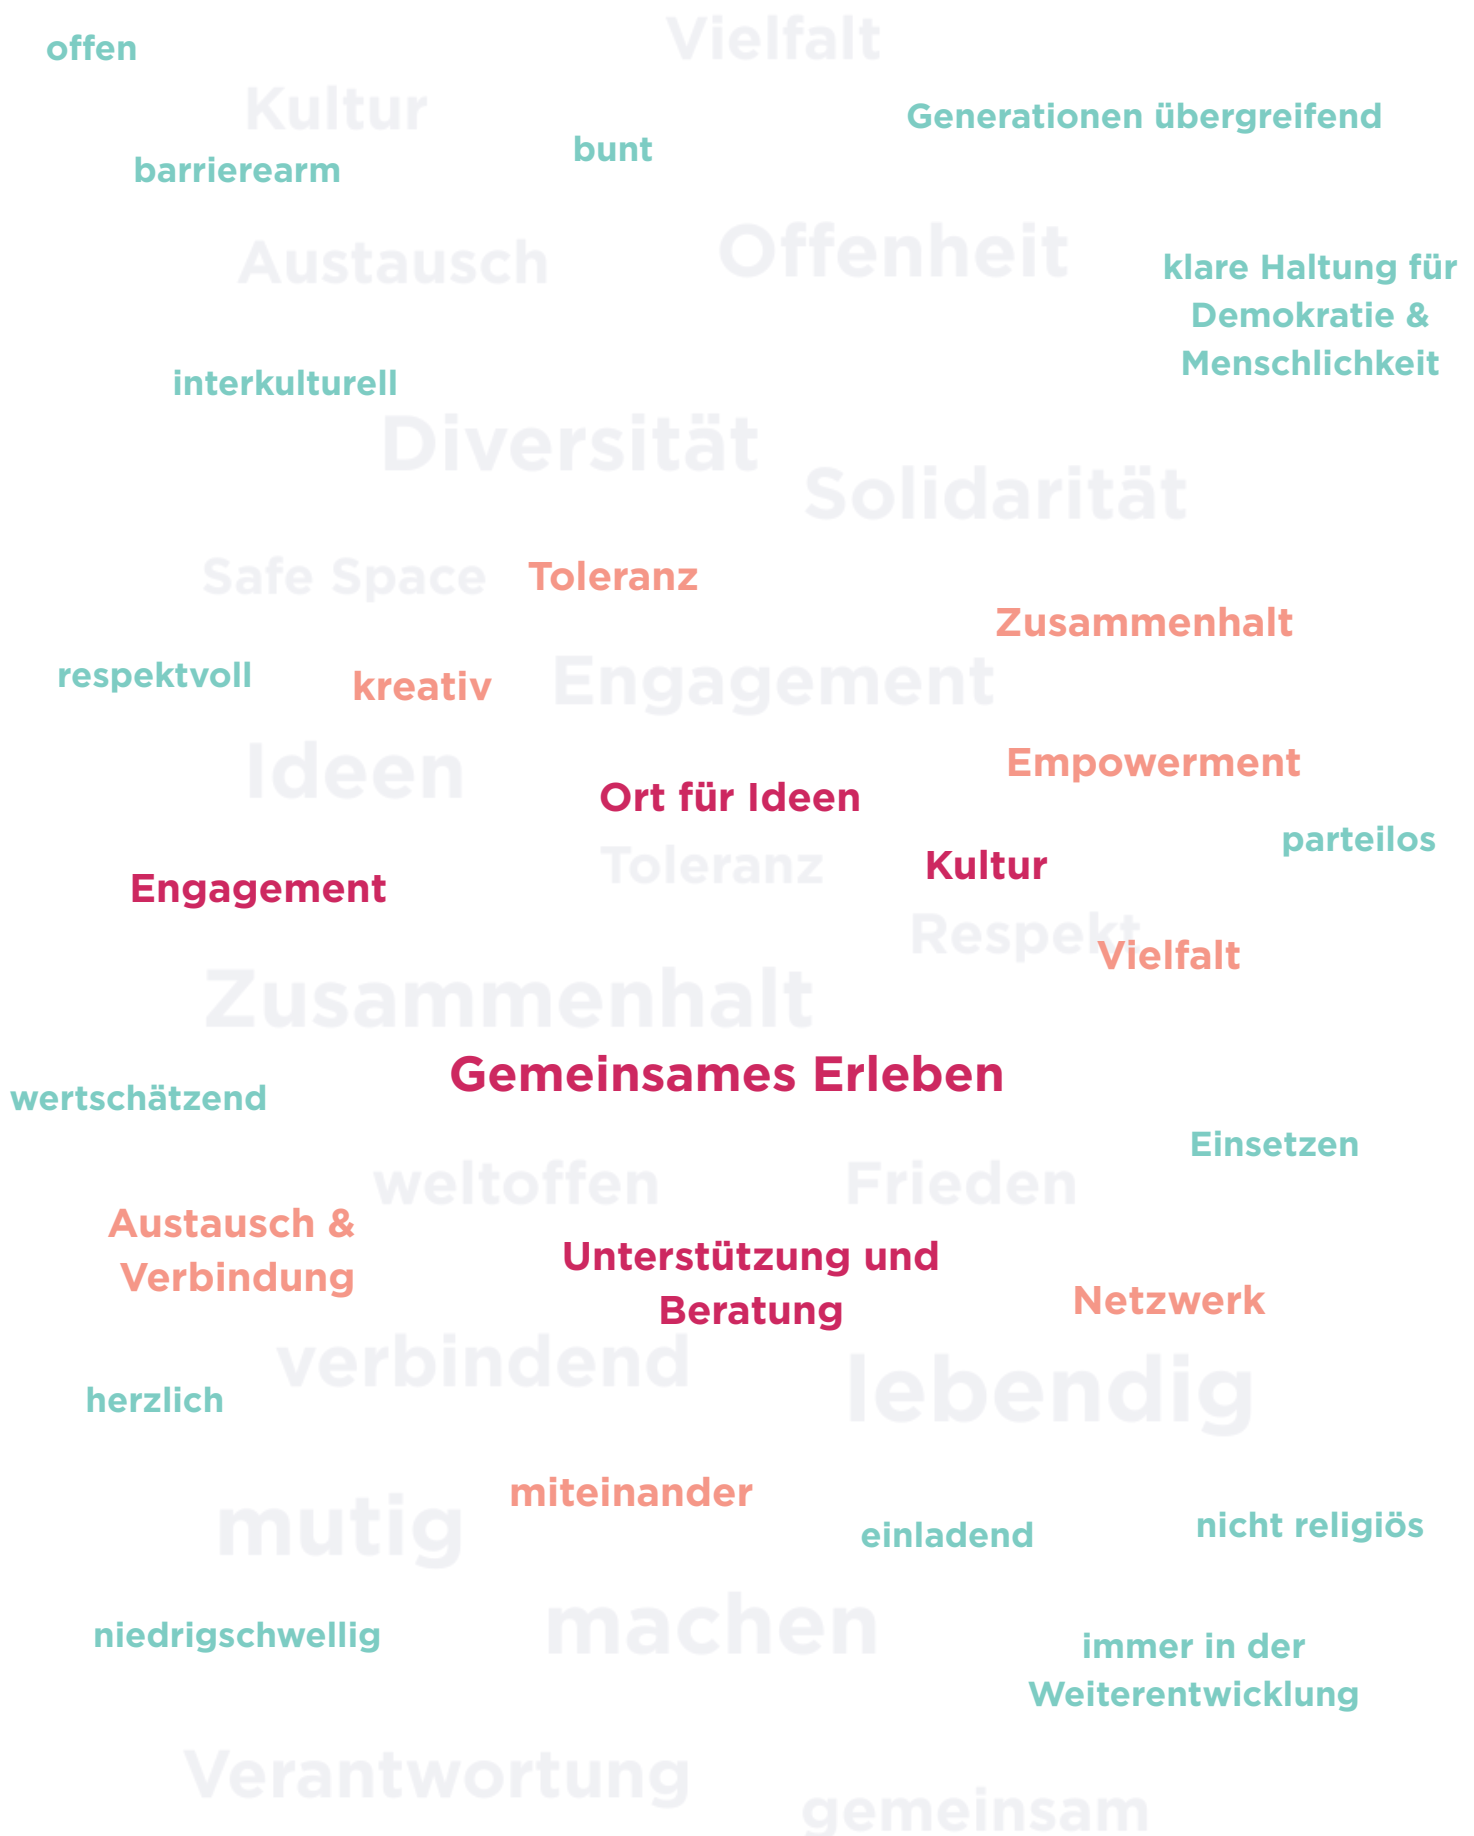 Vielfalt
offen
Kultur
Generationen übergreifend
bunt
barrierearm
Offenheit
Austausch
klare Haltung für
Demokratie &
Menschlichkeit
interkulturell
Diversität
Solidarität
Safe Space
Toleranz
Zusammenhalt
respektvoll
kreativ
Engagement
Ideen
Empowerment
Ort für Ideen
parteilos
Toleranz
Kultur
Engagement
Respekt
Vielfalt
Zusammenhalt
Gemeinsames Erleben
wertschätzend
Einsetzen
weltoffen
Frieden
Austausch &
Verbindung
Unterstützung und
Beratung
Netzwerk
verbindend
lebendig
herzlich
miteinander
mutig
einladend
nicht religiös
machen
niedrigschwellig
immer in der
Weiterentwicklung
Verantwortung
gemeinsam